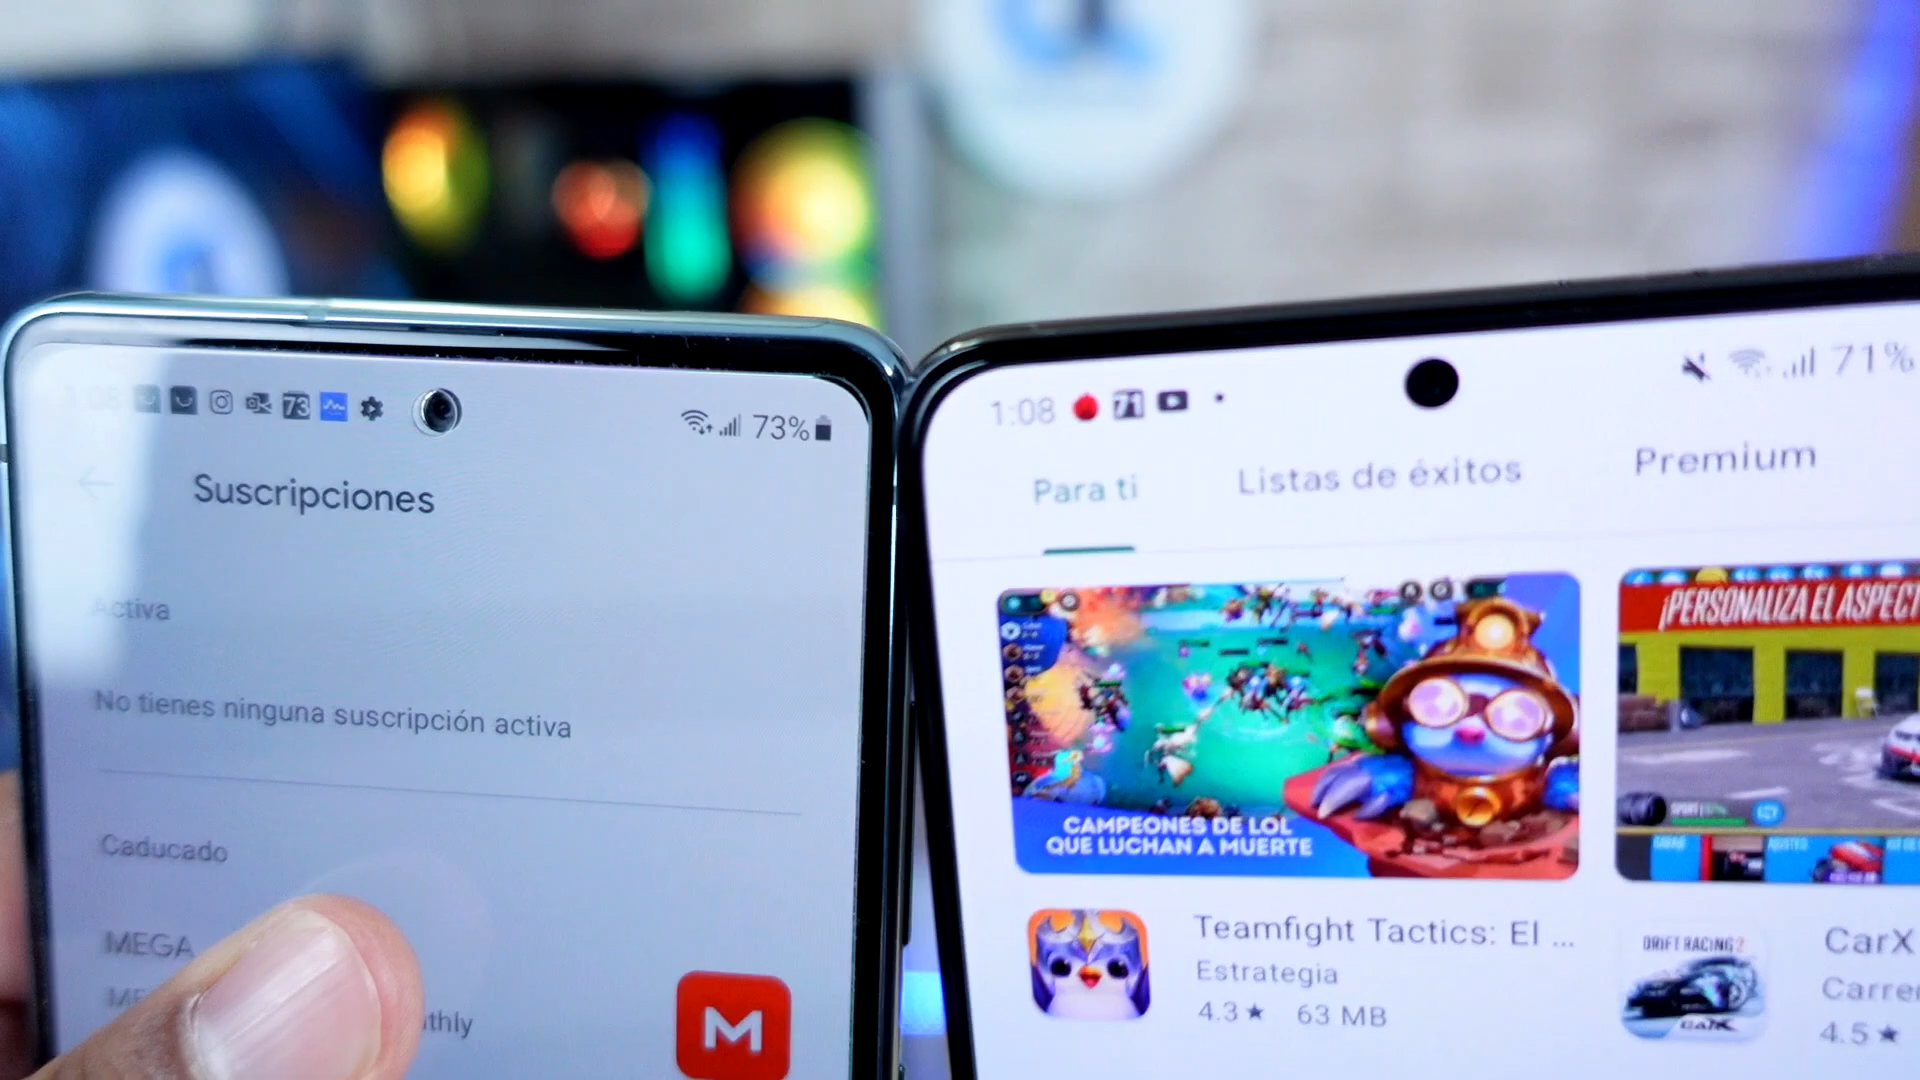 73
73%
Suscripciones
Activa
No tienes ninguna suscripción activa
Caducado
MEGA
M
1:08
71
71%
Para ti
Listas de éxitos
Premium
CAMPEONES DE LOL
QUE LUCHAN A MUERTE
Teamfight Tactics: El ...
Estrategia
4.3★ 63 MB
¡PERSONALIZA EL ASPECT
DRIFT RACING 2
CarX
4.5 ★